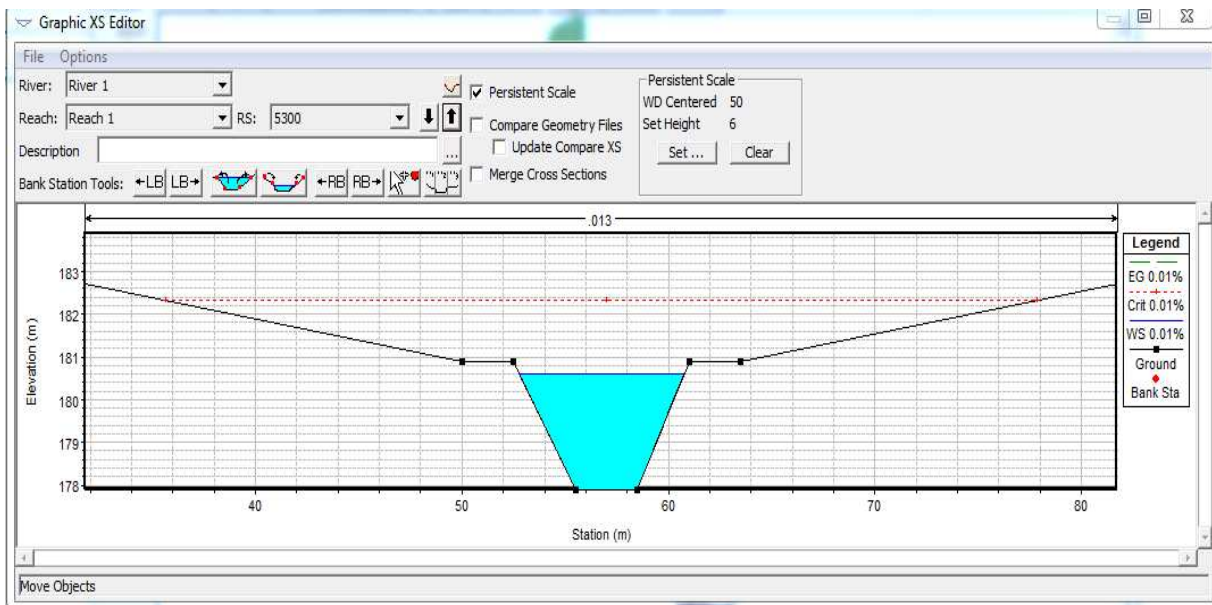 Graphic XS Editor
File Options
River: River 1
Reach: Reach 1 RS: 5300
Description ...
Bank Station Tools: LB LB RB RB
Persistent Scale
Compare Geometry Files
Update Compare XS
Merge Cross Sections
Persistent Scale
WD Centered 50
Set Height 6
Set ... Clear
.013
183
182
181
180
179
178
Elevation (m)
40 50 60 70 80
Station (m)
Legend
EG 0.01%
Crit 0.01%
WS 0.01%
Ground
Bank Sta
Move Objects